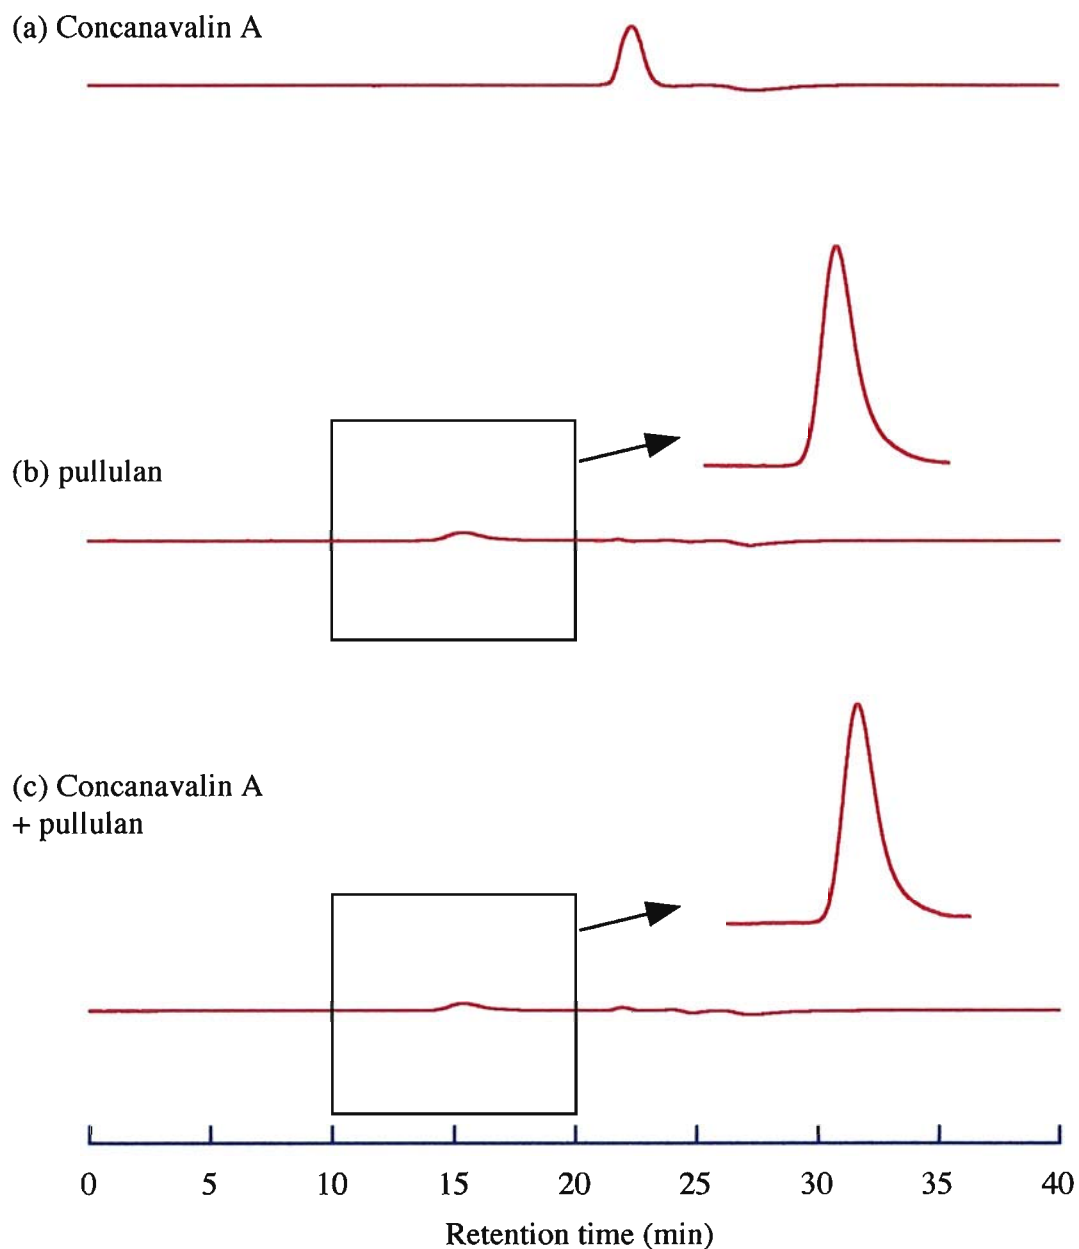 (a) Concanavalin A
(b) pullulan
(c) Concanavalin A
+ pullulan
0 5 10 15 20 25 30 35 40
Retention time (min)